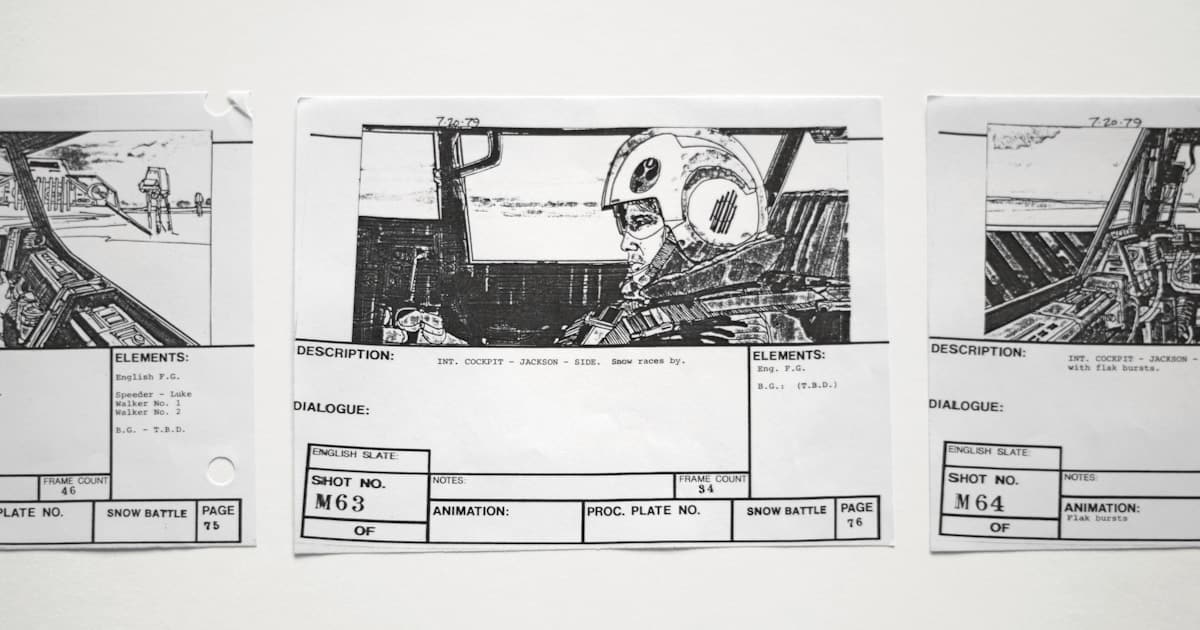 ELEMENTS:
English F.G.
Speeder - Luke
Walker No. 1
Walker No. 2
B.G. - T.B.D.
FRAME COUNT
46
PLATE NO.
SNOW BATTLE
PAGE
75
7-20-79
DESCRIPTION:
INT. COCKPIT - JACKSON - SIDE. Snow races by.
ELEMENTS:
Eng. F.G.
B.G.: (T.B.D.)
DIALOGUE:
ENGLISH SLATE:
SHOT NO.
M63
OF
NOTES:
FRAME COUNT
34
ANIMATION:
PROC. PLATE NO.
SNOW BATTLE
PAGE
76
7-20-79
DESCRIPTION:
INT. COCKPIT - JACKSON -
with flak bursts.
DIALOGUE:
ENGLISH SLATE:
SHOT NO.
M64
OF
NOTES:
ANIMATION:
Flak bursts